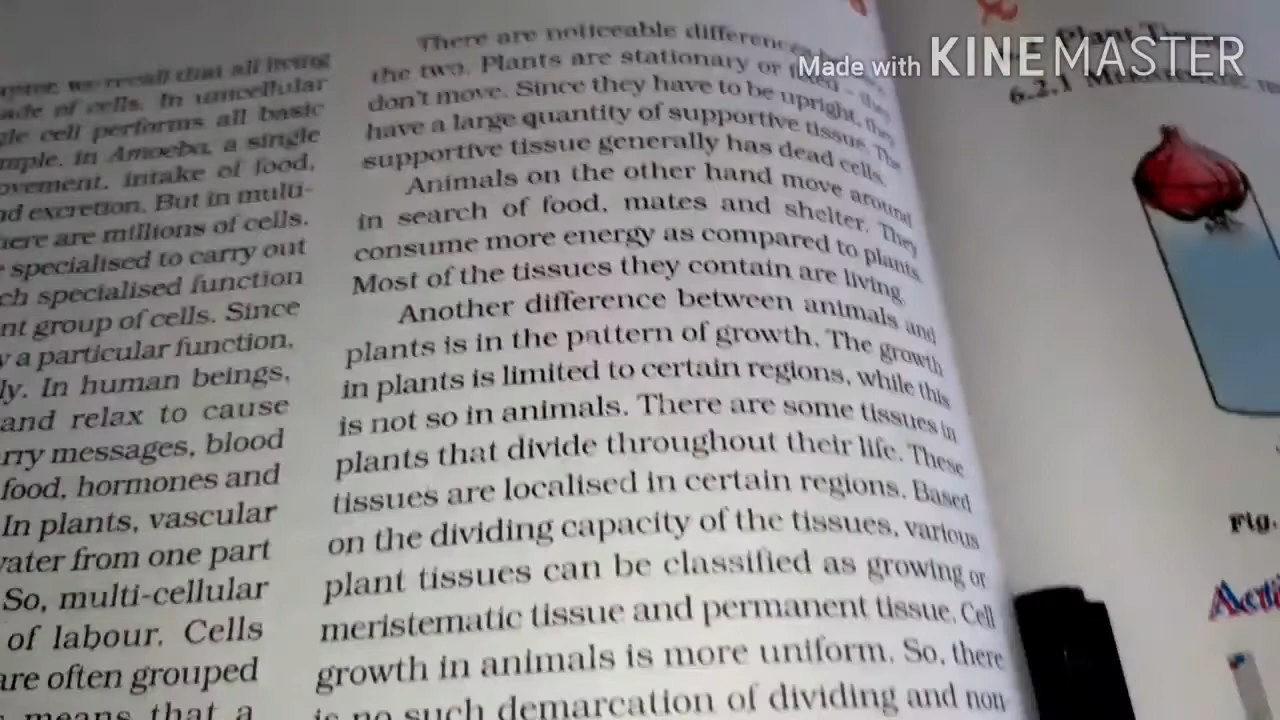 we recall that all living
of cells. In unicellular
cell performs all basic
in Amoeba, a single
intake of food,
excretion. But in multi-
are millions of cells.
specialised to carry out
specialised function
group of cells. Since
a particular function,
In human beings,
and relax to cause
messages, blood
food, hormones and
In plants, vascular
from one part
So, multi-cellular
of labour. Cells
are often grouped
means that a
There are noticeable
the two. Plants are stationary or
don't move. Since they have to be upright, they
have a large quantity of supportive tissue. The
supportive tissue generally has dead cells.
Animals on the other hand move around
in search of food, mates and shelter. They
consume more energy as compared to plants.
Most of the tissues they contain are living.
Another difference between animals and
plants is in the pattern of growth. The growth
in plants is limited to certain regions, while this
is not so in animals. There are some tissues in
plants that divide throughout their life. These
tissues are localised in certain regions. Based
on the dividing capacity of the tissues, various
plant tissues can be classified as growing or
meristematic tissue and permanent tissue. Cell
growth in animals is more uniform. So, there
is no such demarcation of dividing and non-
Made with KINEMASTER
Plant
6.2.1
Fig.